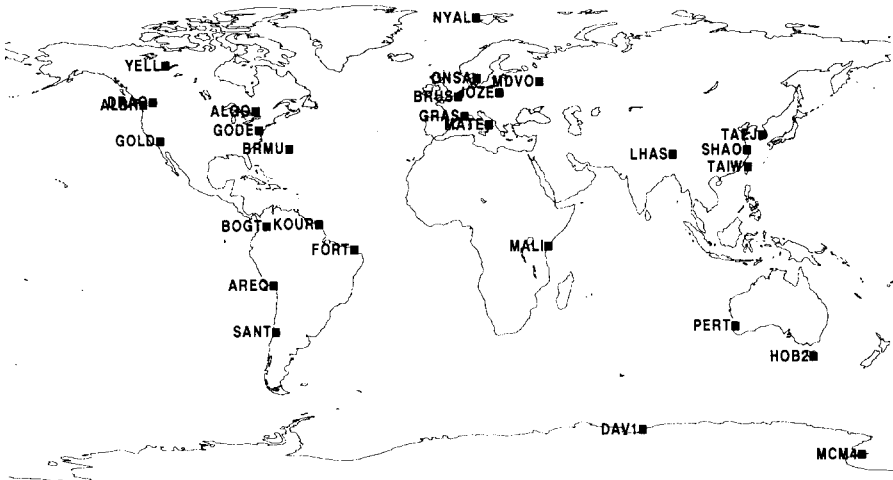 NYAL
YELL
ONSA
MDVO
BRUS
JOZE
DRAO
ALBH
ALGO
GRAS
MATE
GODE
TAEJ
GOLD
BRMU
SHAO
LHAS
TAIW
BOGT
KOUR
FORT
MALI
AREQ
PERT
SANT
HOB2
DAV1
MCM4